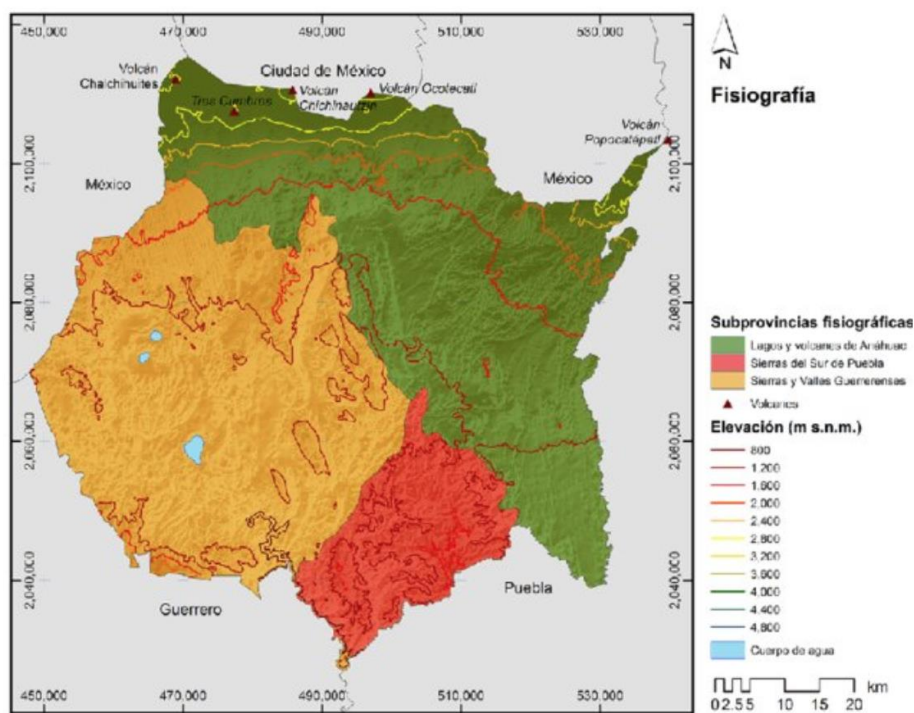 450,000 470,000 490,000 510,000 530,000
N
Fisiografía
Volcán
Chalchihuites
Ciudad de México
Volcán
Chichinautzin
Volcán Ocotecatl
Tres Cumbres
Volcán
Popocatépetl
2,100,000 2,100,000
México México
2,080,000 2,080,000
Subprovincias fisiográficas
Lagos y volcanes de Anáhuac
Sierras del Sur de Puebla
Sierras y Valles Guerrerenses
Volcanes
2,060,000 2,060,000
Elevación (m s.n.m.)
800
1,200
1,600
2,000
2,400
2,800
3,200
3,600
4,000
4,400
4,800
Cuerpo de agua
2,040,000 2,040,000
Guerrero
Puebla
450,000 470,000 490,000 510,000 530,000
km
0 2.5 5 10 15 20